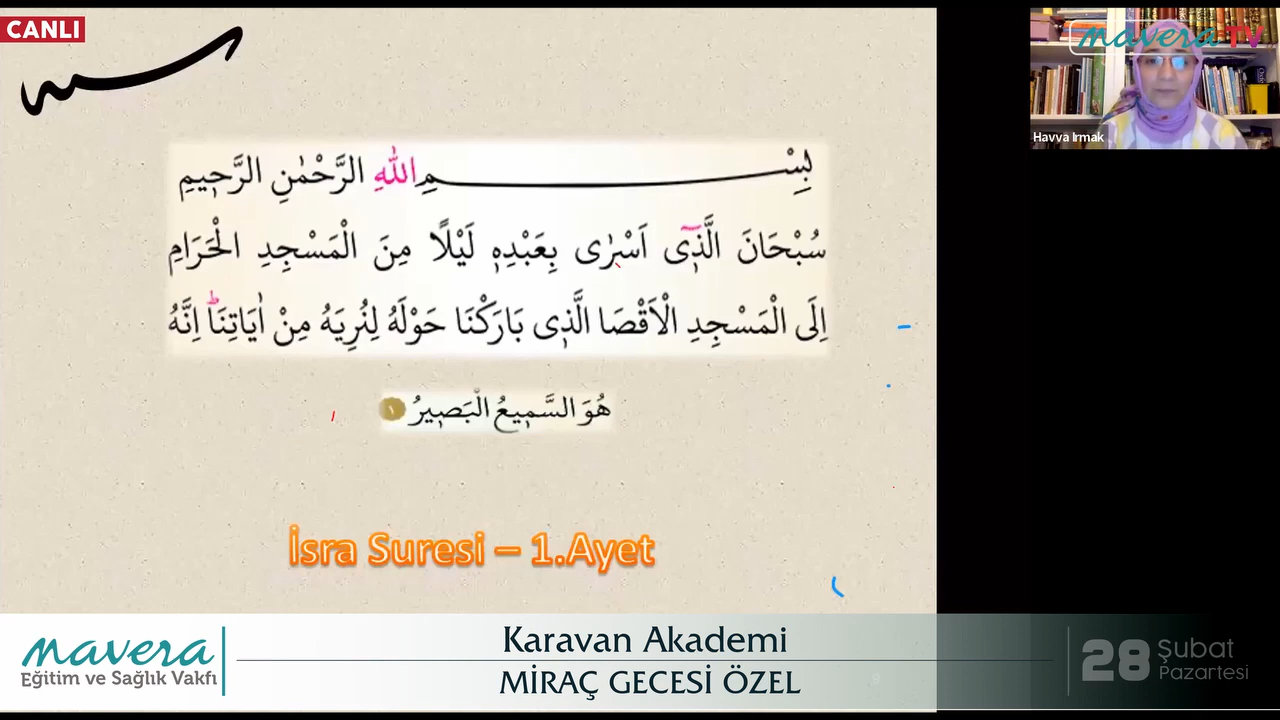 CANLI
mavera TV
Havva Irmak
بِسْمِ اللّٰهِ الرَّحْمٰنِ الرَّحٖيمِ
سُبْحَانَ الَّذٖٓى اَسْرٰى بِعَبْدِهٖ لَيْلًا مِنَ الْمَسْجِدِ الْحَرَامِ
اِلَى الْمَسْجِدِ الْاَقْصَا الَّذٖى بَارَكْنَا حَوْلَهُ لِنُرِيَهُ مِنْ اٰيَاتِنَاؕ اِنَّهُ
هُوَ السَّمٖيعُ الْبَصٖيرُ ١
İsra Suresi – 1.Ayet
mavera
Eğitim ve Sağlık Vakfı
Karavan Akademi
MİRAÇ GECESİ ÖZEL
28 Şubat
Pazartesi